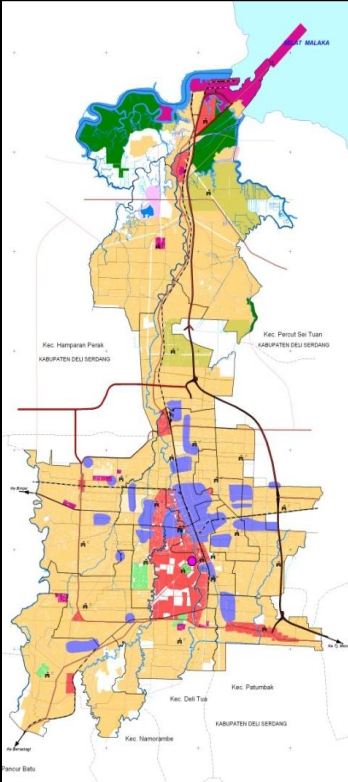 SELAT MALAKA
Kec. Hamparan Perak
KABUPATEN DELI SERDANG
Kec. Percut Sei Tuan
KABUPATEN DELI SERDANG
Ke Binjai
Kec. Patumbak
Kec. Deli Tua
KABUPATEN DELI SERDANG
Kec. Namorambe
Ke Berastagi
Pancur Batu